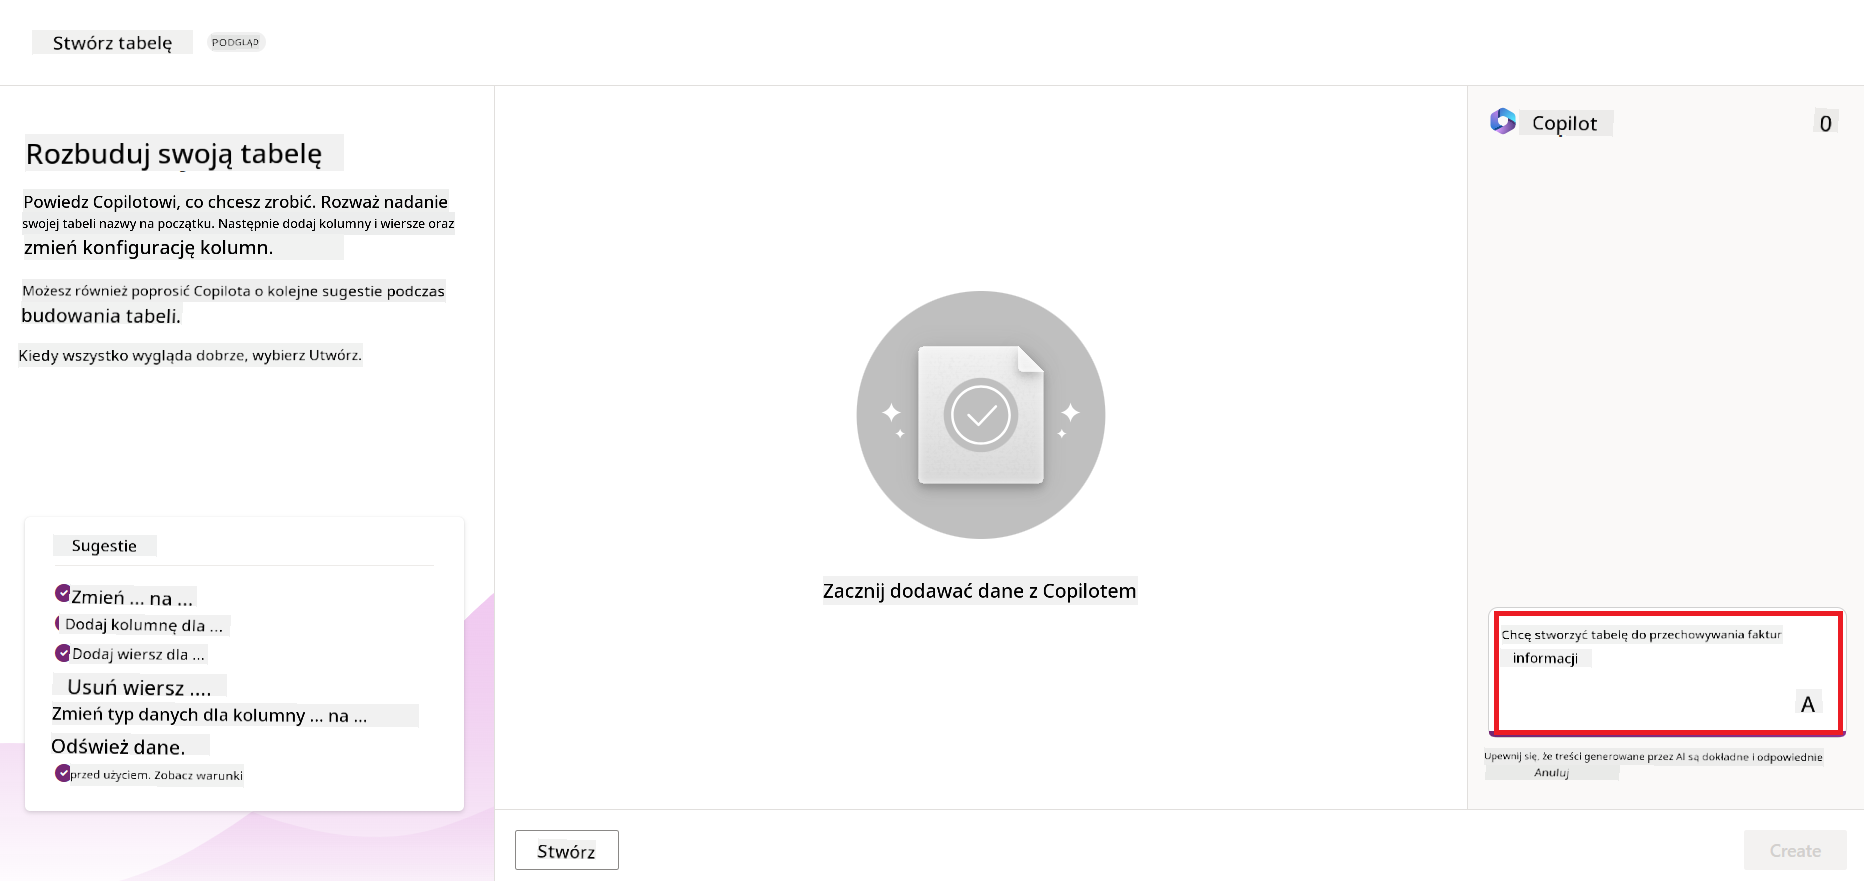 Stwórz tabelę
PODGLĄD
Rozbuduj swoją tabelę
Powiedz Copilotowi, co chcesz zrobić. Rozważ nadanie
swojej tabeli nazwy na początku. Następnie dodaj kolumny i wiersze oraz
zmień konfigurację kolumn.
Możesz również poprosić Copilota o kolejne sugestie podczas
budowania tabeli.
Kiedy wszystko wygląda dobrze, wybierz Utwórz.
Sugestie
Zmień ... na ...
Dodaj kolumnę dla ...
Dodaj wiersz dla ...
Usuń wiersz ....
Zmień typ danych dla kolumny ... na ...
Odśwież dane.
przed użyciem. Zobacz warunki
Zacznij dodawać dane z Copilotem
Stwórz
Copilot
0
Chcę stworzyć tabelę do przechowywania faktur
informacji
A
Upewnij się, że treści generowane przez AI są dokładne i odpowiednie
Anuluj
Create